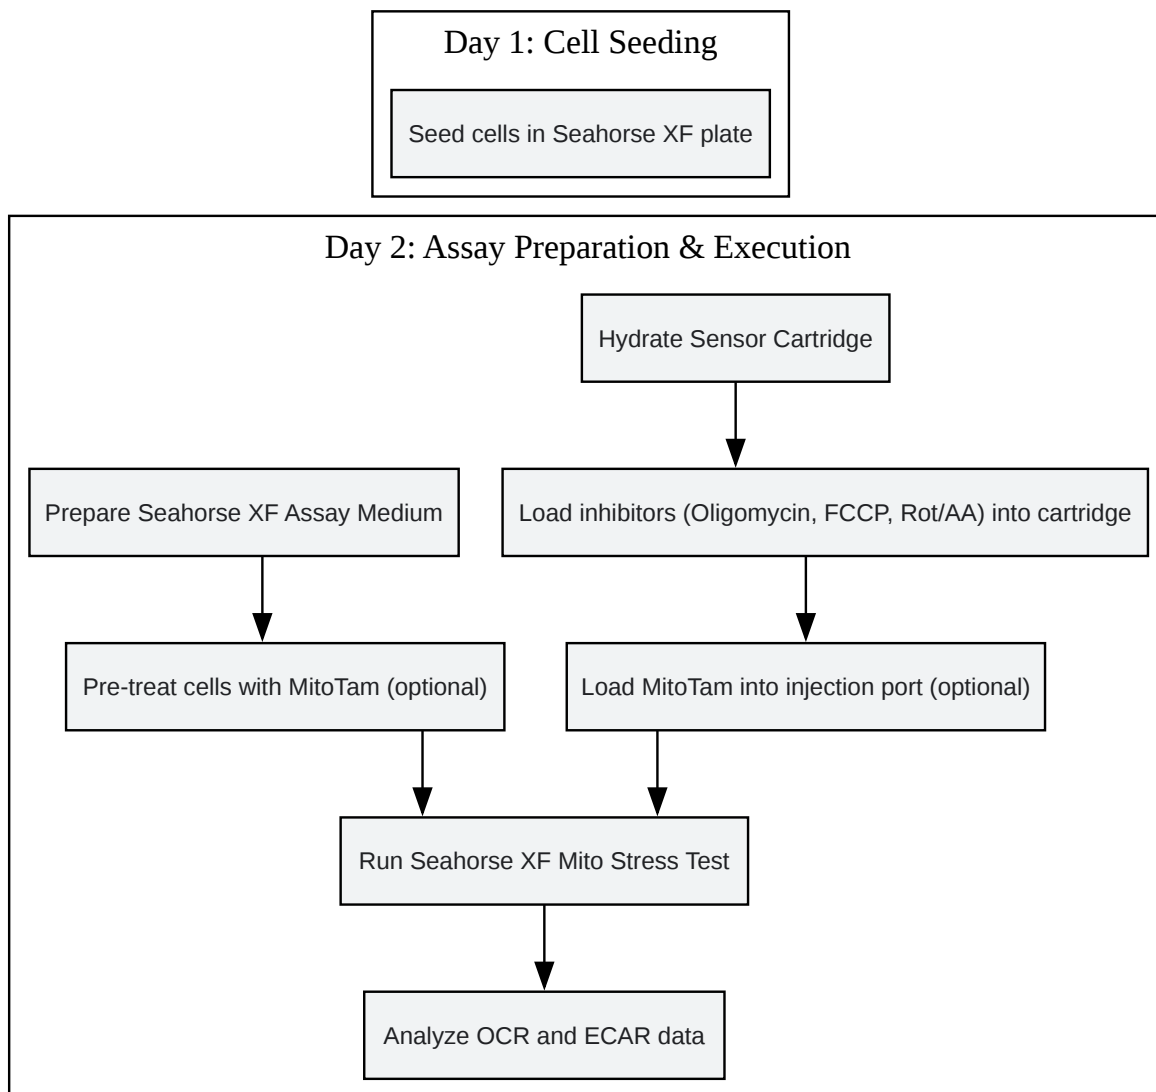 Day 1: Cell Seeding
Seed cells in Seahorse XF plate
Day 2: Assay Preparation & Execution
Hydrate Sensor Cartridge
Prepare Seahorse XF Assay Medium
Load inhibitors (Oligomycin, FCCP, Rot/AA) into cartridge
Pre-treat cells with MitoTam (optional)
Load MitoTam into injection port (optional)
Run Seahorse XF Mito Stress Test
Analyze OCR and ECAR data